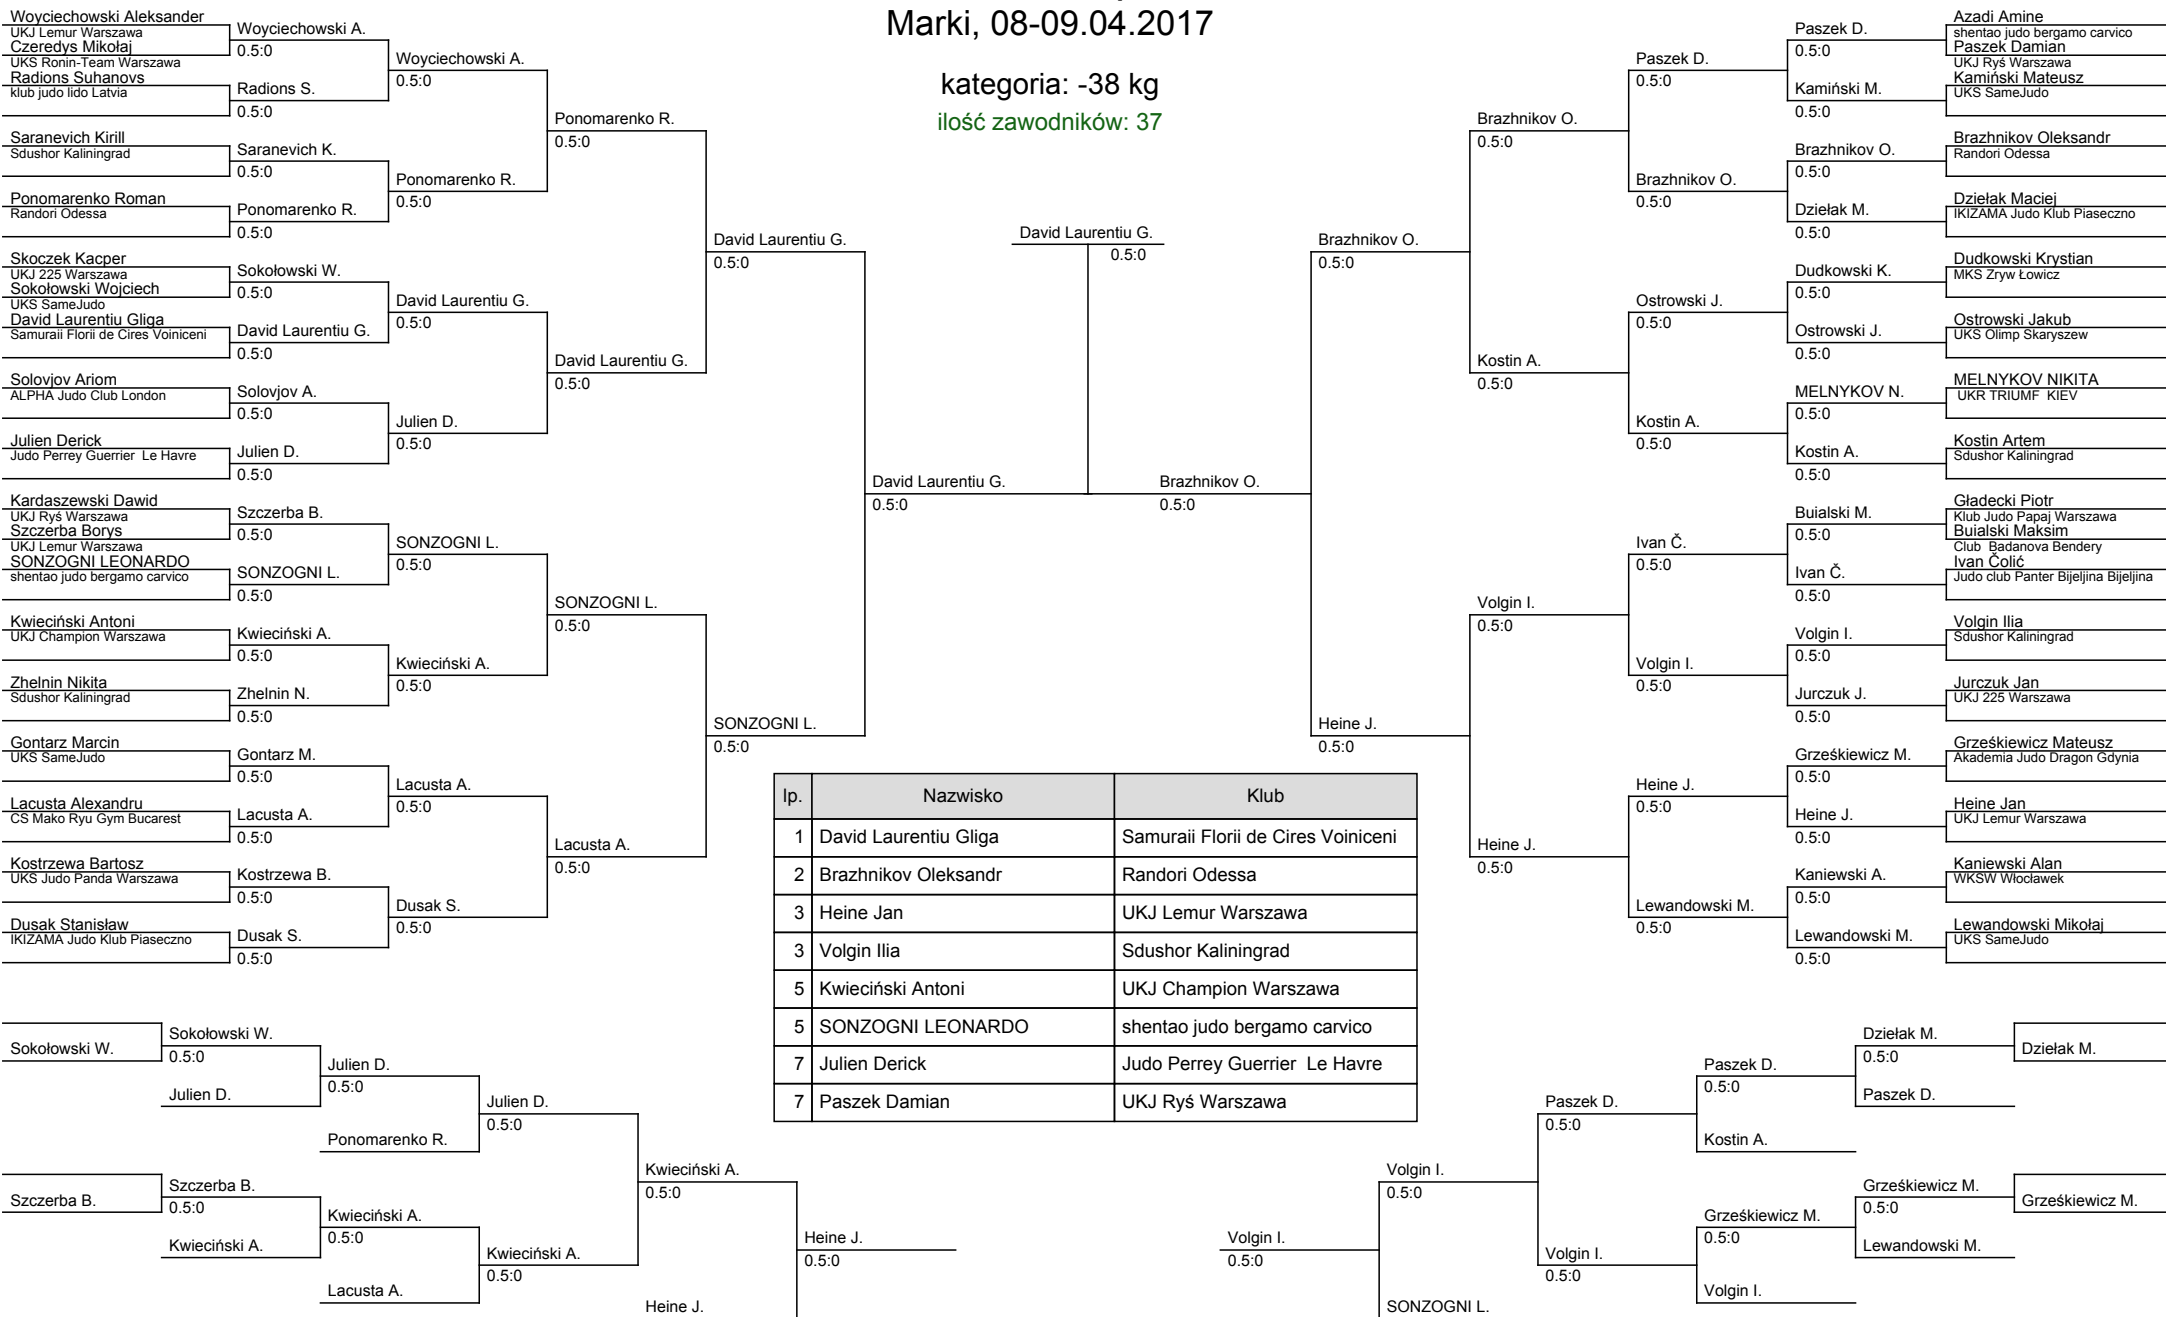 Marki, 08-09.04.2017
kategoria: -38 kg
ilość zawodników: 37
Woyciechowski Aleksander
UKJ Lemur Warszawa
Czeredys Mikołaj
UKS Ronin-Team Warszawa
Radions Suhanovs
klub judo lido Latvia
Saranevich Kirill
Sdushor Kaliningrad
Ponomarenko Roman
Randori Odessa
Skoczek Kacper
UKJ 225 Warszawa
Sokołowski Wojciech
UKS SameJudo
David Laurentiu Gliga
Samuraii Florii de Cires Voiniceni
Solovjov Ariom
ALPHA Judo Club London
Julien Derick
Judo Perrey Guerrier Le Havre
Kardaszewski Dawid
UKJ Ryś Warszawa
Szczerba Borys
UKJ Lemur Warszawa
SONZOGNI LEONARDO
shentao judo bergamo carvico
Kwieciński Antoni
UKJ Champion Warszawa
Zhelnin Nikita
Sdushor Kaliningrad
Gontarz Marcin
UKS SameJudo
Lacusta Alexandru
CS Mako Ryu Gym Bucarest
Kostrzewa Bartosz
UKS Judo Panda Warszawa
Dusak Stanisław
IKIZAMA Judo Klub Piaseczno
Woyciechowski A.
0.5:0
Radions S.
0.5:0
Saranevich K.
0.5:0
Ponomarenko R.
0.5:0
Sokołowski W.
0.5:0
David Laurentiu G.
0.5:0
Solovjov A.
0.5:0
Julien D.
0.5:0
Szczerba B.
0.5:0
SONZOGNI L.
0.5:0
Kwieciński A.
0.5:0
Zhelnin N.
0.5:0
Gontarz M.
0.5:0
Lacusta A.
0.5:0
Kostrzewa B.
0.5:0
Dusak S.
0.5:0
Woyciechowski A.
0.5:0
Ponomarenko R.
0.5:0
David Laurentiu G.
0.5:0
Julien D.
0.5:0
SONZOGNI L.
0.5:0
Kwieciński A.
0.5:0
Lacusta A.
0.5:0
Dusak S.
0.5:0
Ponomarenko R.
0.5:0
David Laurentiu G.
0.5:0
SONZOGNI L.
0.5:0
Lacusta A.
0.5:0
David Laurentiu G.
0.5:0
SONZOGNI L.
0.5:0
David Laurentiu G.
0.5:0
David Laurentiu G.
0.5:0
Brazhnikov O.
0.5:0
Brazhnikov O.
0.5:0
Heine J.
0.5:0
Brazhnikov O.
0.5:0
Kostin A.
0.5:0
Volgin I.
0.5:0
Heine J.
0.5:0
Paszek D.
0.5:0
Brazhnikov O.
0.5:0
Ostrowski J.
0.5:0
Kostin A.
0.5:0
Ivan Č.
0.5:0
Volgin I.
0.5:0
Heine J.
0.5:0
Lewandowski M.
0.5:0
Paszek D.
0.5:0
Kamiński M.
0.5:0
Brazhnikov O.
0.5:0
Dziełak M.
0.5:0
Dudkowski K.
0.5:0
Ostrowski J.
0.5:0
MELNYKOV N.
0.5:0
Kostin A.
0.5:0
Buialski M.
0.5:0
Ivan Č.
0.5:0
Volgin I.
0.5:0
Jurczuk J.
0.5:0
Grześkiewicz M.
0.5:0
Heine J.
0.5:0
Kaniewski A.
0.5:0
Lewandowski M.
0.5:0
Azadi Amine
shentao judo bergamo carvico
Paszek Damian
UKJ Ryś Warszawa
Kamiński Mateusz
UKS SameJudo
Brazhnikov Oleksandr
Randori Odessa
Dziełak Maciej
IKIZAMA Judo Klub Piaseczno
Dudkowski Krystian
MKS Zryw Łowicz
Ostrowski Jakub
UKS Olimp Skaryszew
MELNYKOV NIKITA
UKR TRIUMF KIEV
Kostin Artem
Sdushor Kaliningrad
Gładecki Piotr
Klub Judo Papaj Warszawa
Buialski Maksim
Club Badanova Bendery
Ivan Čolić
Judo club Panter Bijeljina Bijeljina
Volgin Ilia
Sdushor Kaliningrad
Jurczuk Jan
UKJ 225 Warszawa
Grześkiewicz Mateusz
Akademia Judo Dragon Gdynia
Heine Jan
UKJ Lemur Warszawa
Kaniewski Alan
WKSW Włocławek
Lewandowski Mikołaj
UKS SameJudo
lp. Nazwisko Klub
1 David Laurentiu Gliga Samuraii Florii de Cires Voiniceni
2 Brazhnikov Oleksandr Randori Odessa
3 Heine Jan UKJ Lemur Warszawa
3 Volgin Ilia Sdushor Kaliningrad
5 Kwieciński Antoni UKJ Champion Warszawa
5 SONZOGNI LEONARDO shentao judo bergamo carvico
7 Julien Derick Judo Perrey Guerrier Le Havre
7 Paszek Damian UKJ Ryś Warszawa
Sokołowski W.
Szczerba B.
Sokołowski W.
0.5:0
Julien D.
Szczerba B.
0.5:0
Kwieciński A.
Julien D.
0.5:0
Ponomarenko R.
Kwieciński A.
0.5:0
Lacusta A.
Julien D.
0.5:0
Kwieciński A.
0.5:0
Kwieciński A.
0.5:0
Heine J.
Heine J.
0.5:0
Volgin I.
0.5:0
Volgin I.
0.5:0
SONZOGNI L.
Paszek D.
0.5:0
Volgin I.
0.5:0
Paszek D.
0.5:0
Kostin A.
Grześkiewicz M.
0.5:0
Volgin I.
Dziełak M.
0.5:0
Paszek D.
Grześkiewicz M.
0.5:0
Lewandowski M.
Dziełak M.
Grześkiewicz M.